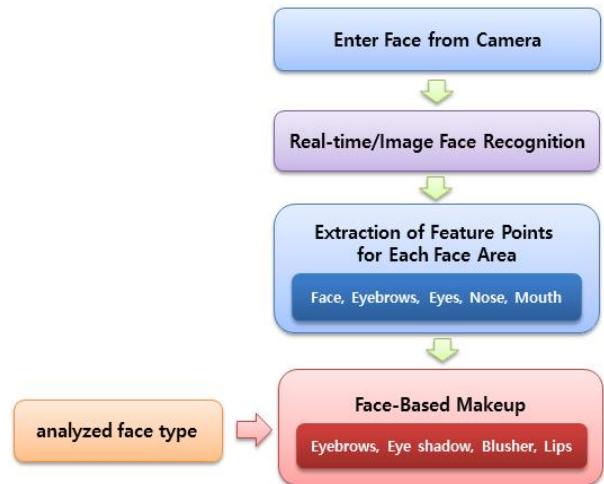 Enter Face from Camera
Real-time/Image Face Recognition
Extraction of Feature Points
for Each Face Area
Face, Eyebrows, Eyes, Nose, Mouth
Face-Based Makeup
analyzed face type
Eyebrows, Eye shadow, Blusher, Lips